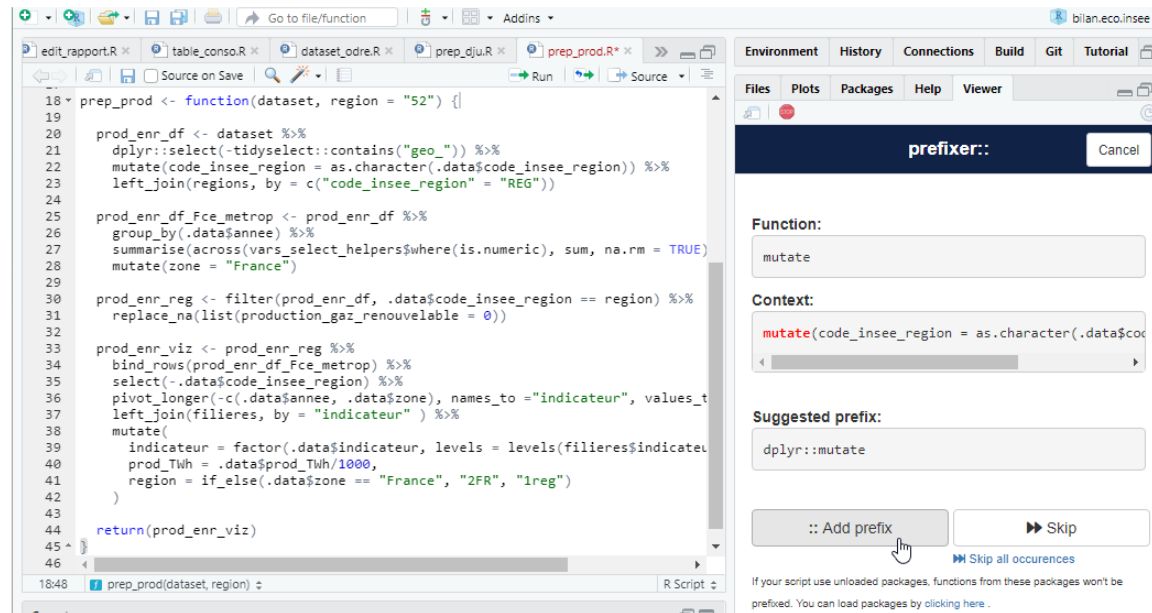 Go to file/function
Addins
bilan.eco.insee
edit_rapport.R
table_conso.R
dataset_odre.R
prep_dju.R
prep_prod.R*
Source on Save
Run
Source
18 prep_prod <- function(dataset, region = "52") {
19
20 prod_enr_df <- dataset %>%
21 dplyr::select(-tidyselect::contains("geo_")) %>%
22 mutate(code_insee_region = as.character(.data$code_insee_region)) %>%
23 left_join(regions, by = c("code_insee_region" = "REG"))
24
25 prod_enr_df_Fce_metrop <- prod_enr_df %>%
26 group_by(.data$annee) %>%
27 summarise(across(vars_select_helpers$where(is.numeric), sum, na.rm = TRUE)
28 mutate(zone = "France")
29
30 prod_enr_reg <- filter(prod_enr_df, .data$code_insee_region == region) %>%
31 replace_na(list(production_gaz_renouvelable = 0))
32
33 prod_enr_viz <- prod_enr_reg %>%
34 bind_rows(prod_enr_df_Fce_metrop) %>%
35 select(-.data$code_insee_region) %>%
36 pivot_longer(-c(.data$annee, .data$zone), names_to ="indicateur", values_t
37 left_join(filieres, by = "indicateur" ) %>%
38 mutate(
39 indicateur = factor(.data$indicateur, levels = levels(filieres$indicateu
40 prod_TWh = .data$prod_TWh/1000,
41 region = if_else(.data$zone == "France", "2FR", "1reg")
42 )
43
44 return(prod_enr_viz)
45 }
46
18:48 prep_prod(dataset, region) R Script
Environment History Connections Build Git Tutorial
Files Plots Packages Help Viewer
STOP
prefixer::
Cancel
Function:
mutate
Context:
mutate(code_insee_region = as.character(.data$cod
Suggested prefix:
dplyr::mutate
:: Add prefix
Skip
Skip all occurences
If your script use unloaded packages, functions from these packages won't be
prefixed. You can load packages by clicking here .